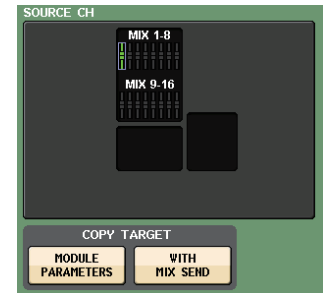 SOURCE CH
MIX 1-8
MIX 9-16
COPY TARGET
MODULE
PARAMETERS
WITH
MIX SEND